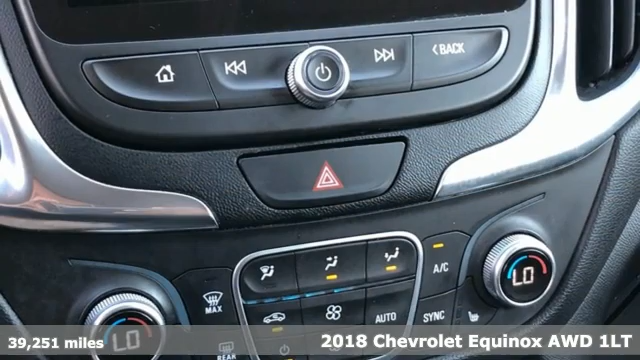 BACK
A/C
LO
MAX
AUTO
SYNC
LO
REAR
39,251 miles
2018 Chevrolet Equinox AWD 1LT